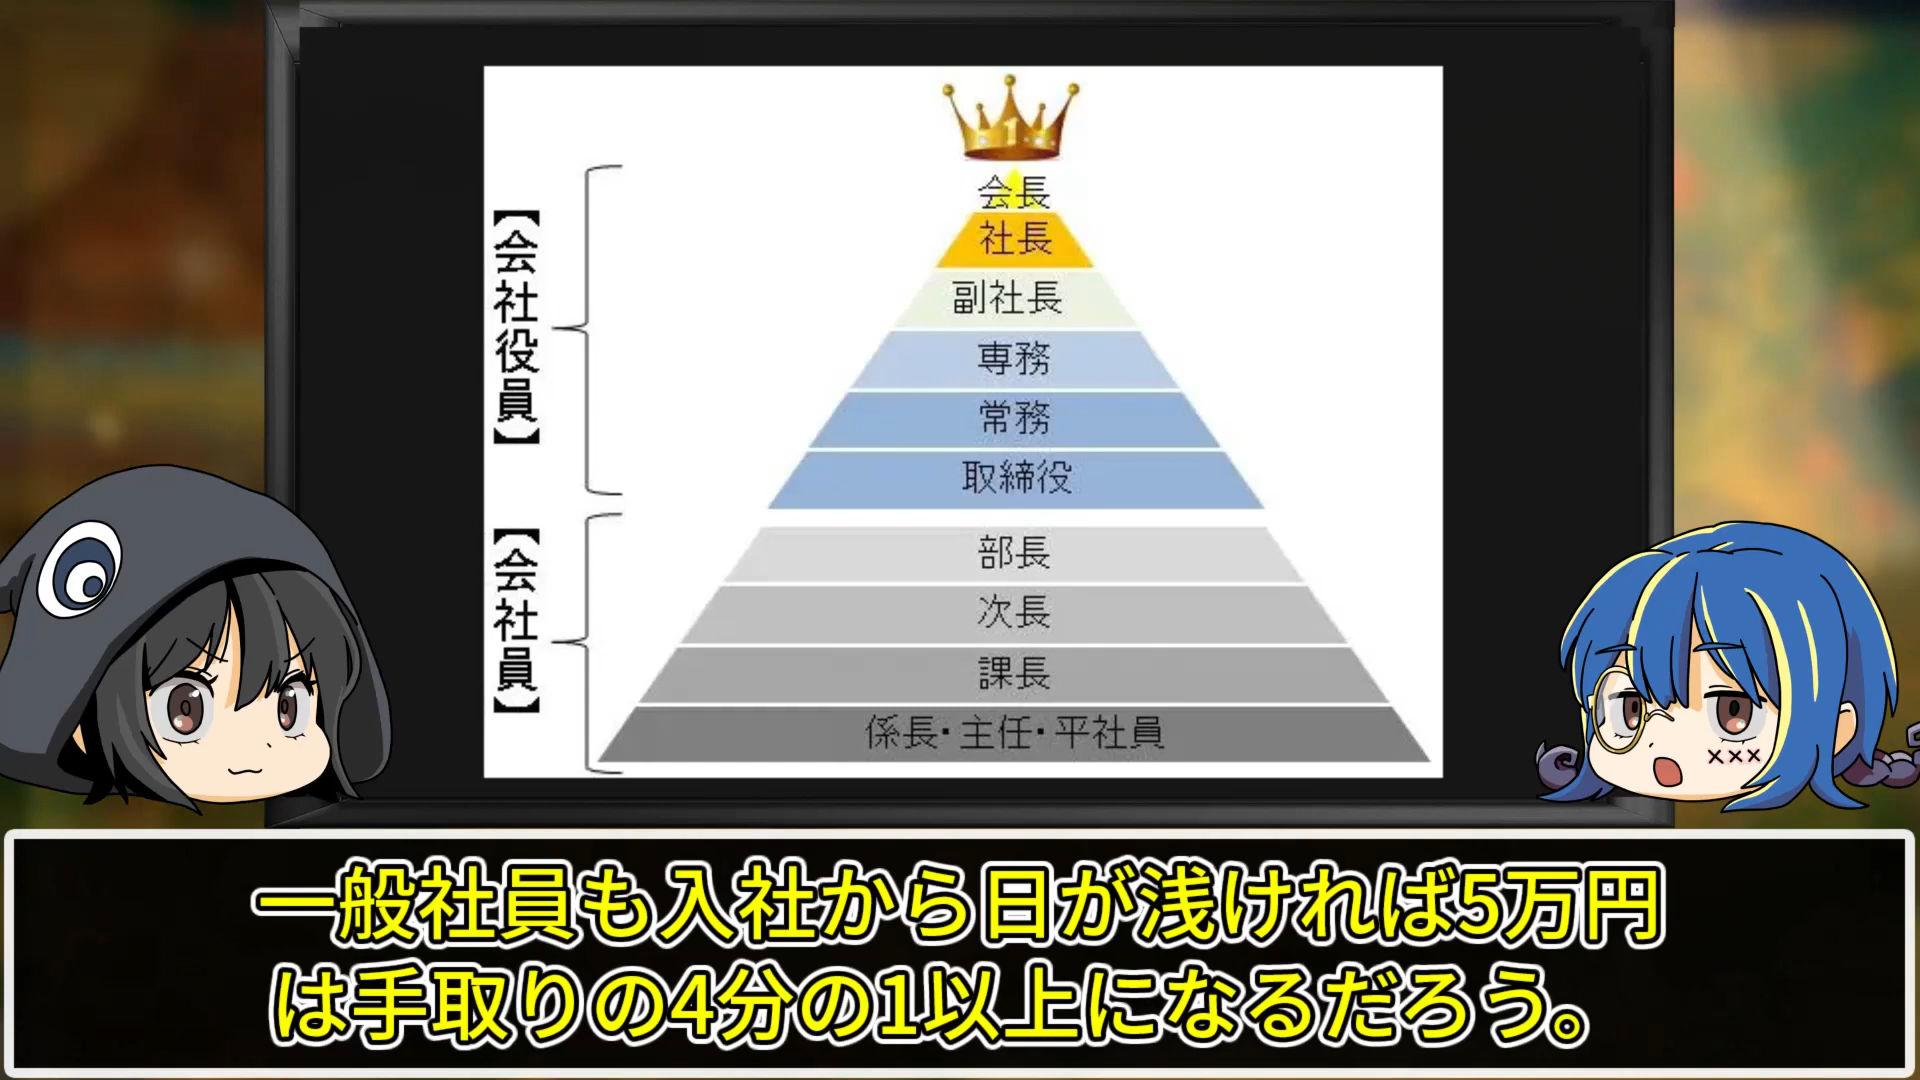 1
会長
社長
副社長
専務
常務
取締役
【会社役員】
部長
次長
課長
係長・主任・平社員
【会社員】
×××
一般社員も入社から日が浅ければ5万円
は手取りの4分の1以上になるだろう。